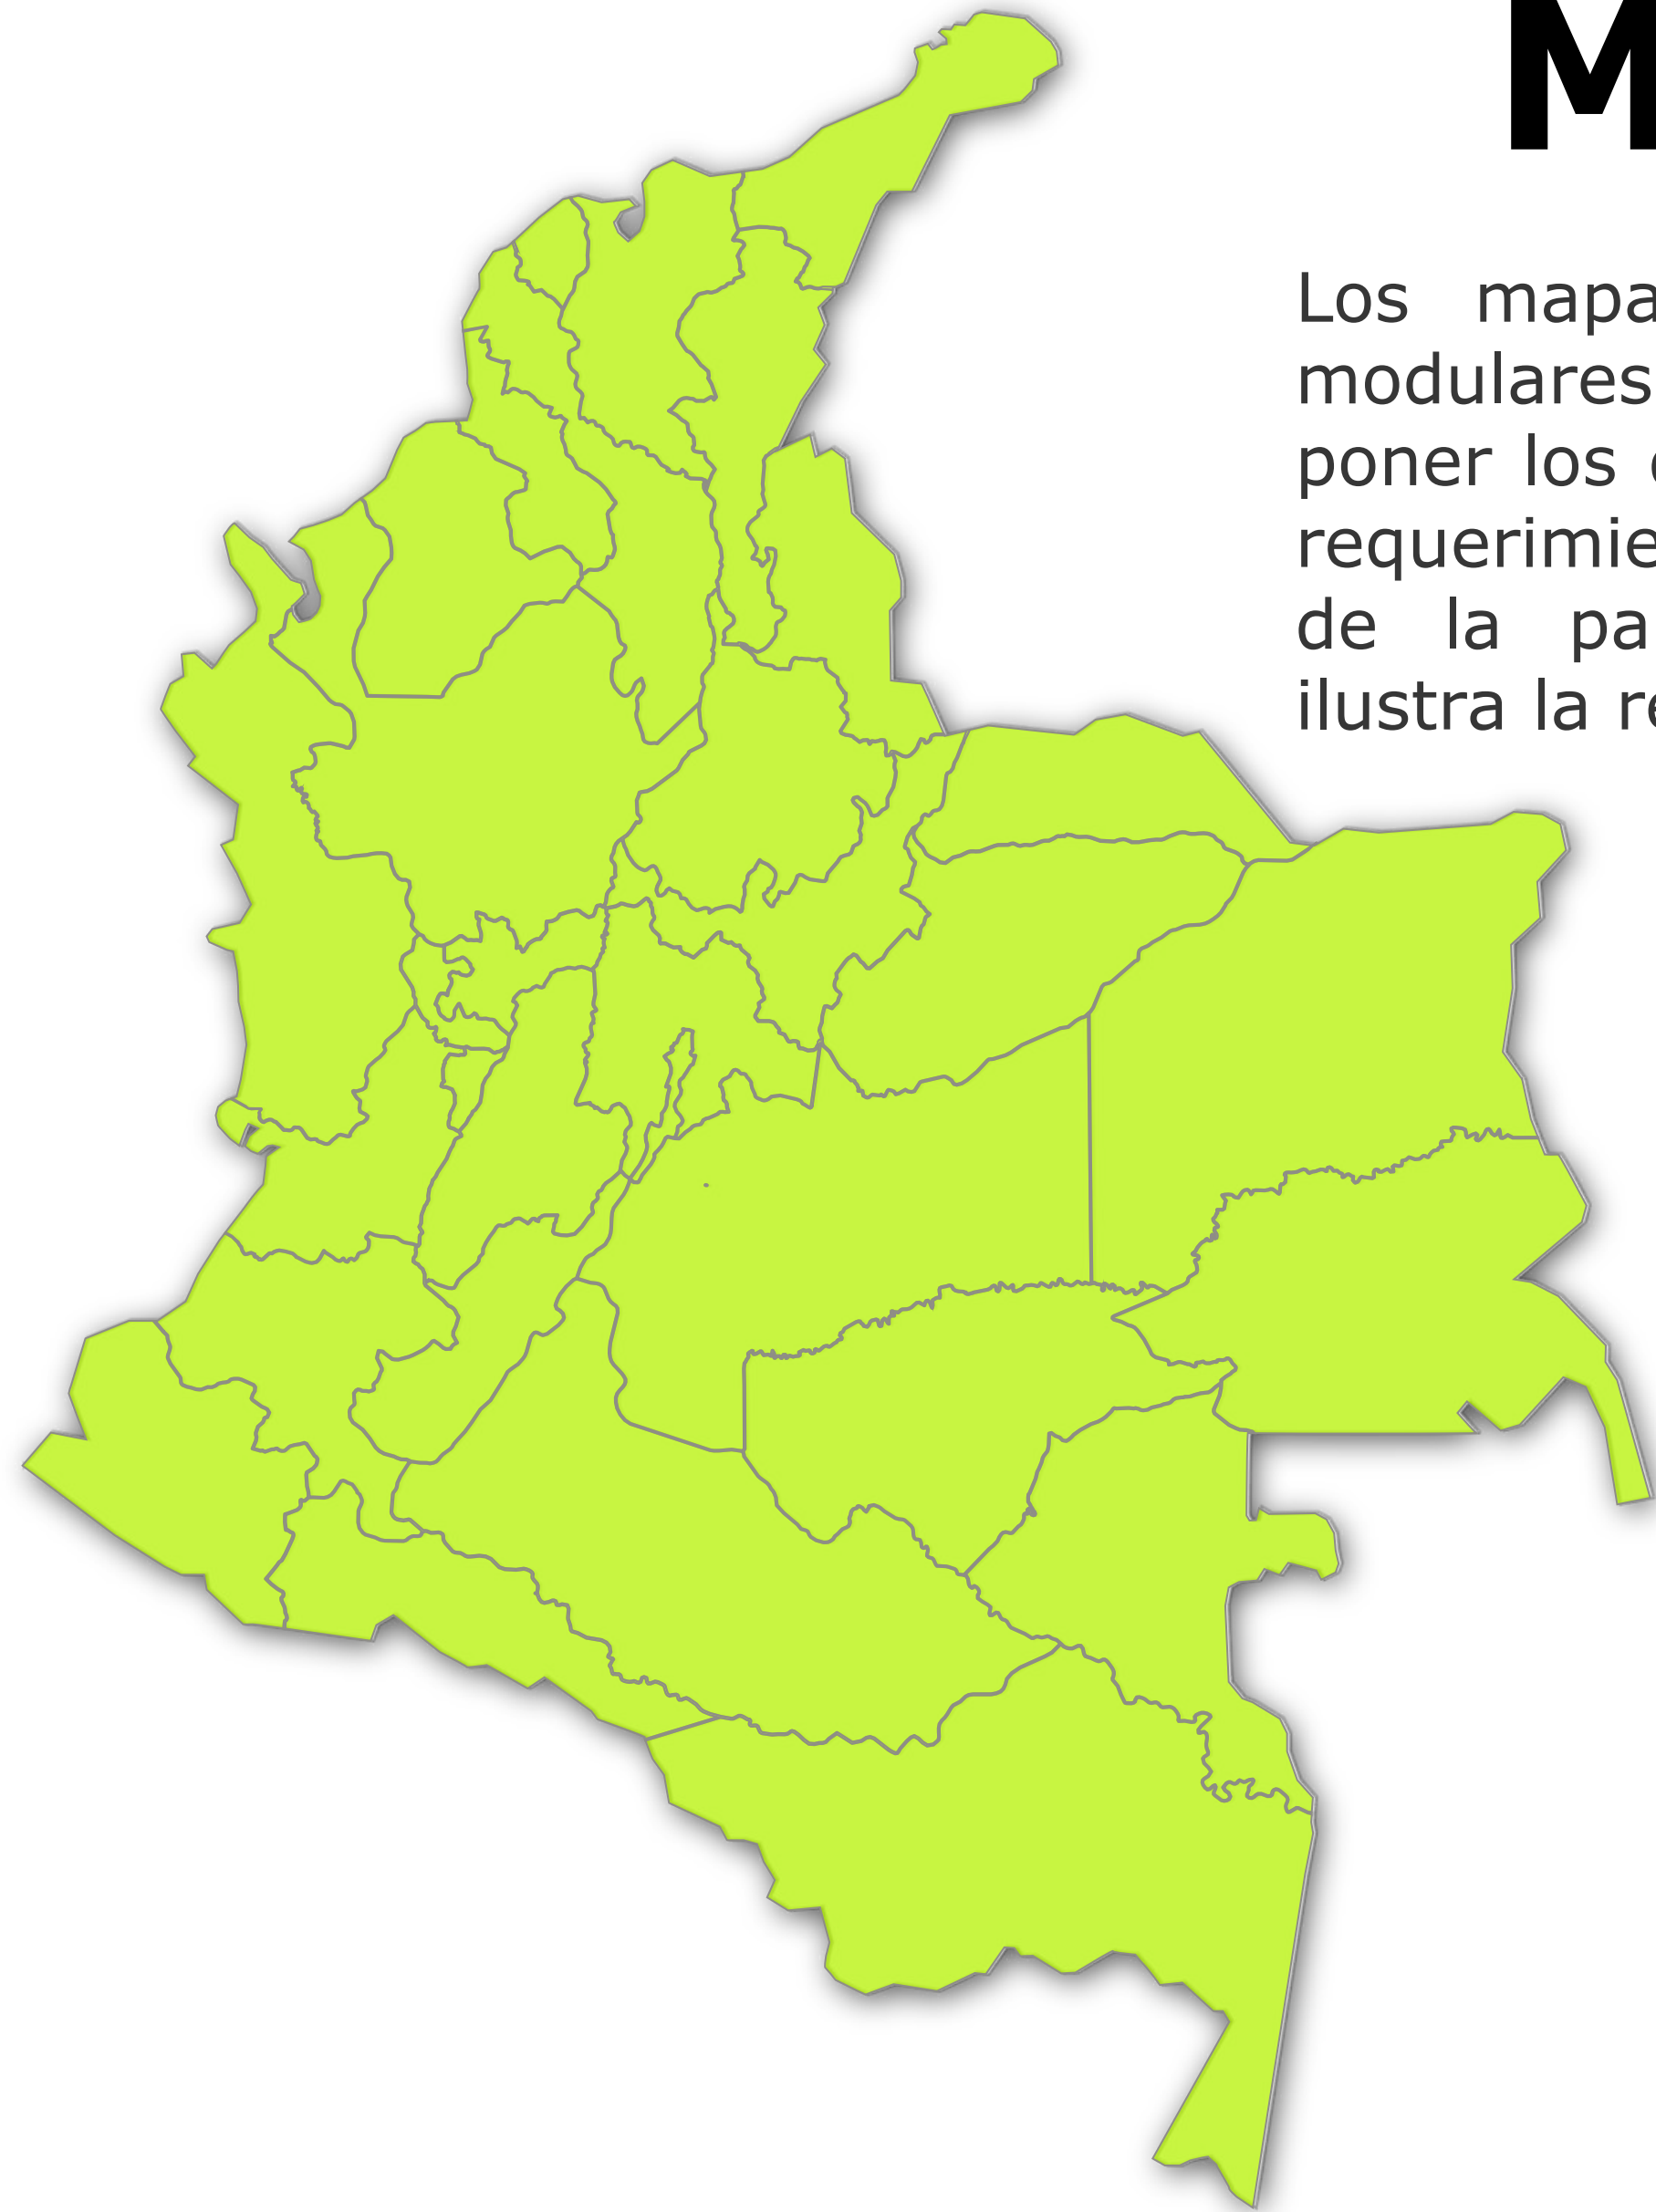 M
Los mapa
modulares
poner los
requerimie
de la pa
ilustra la re